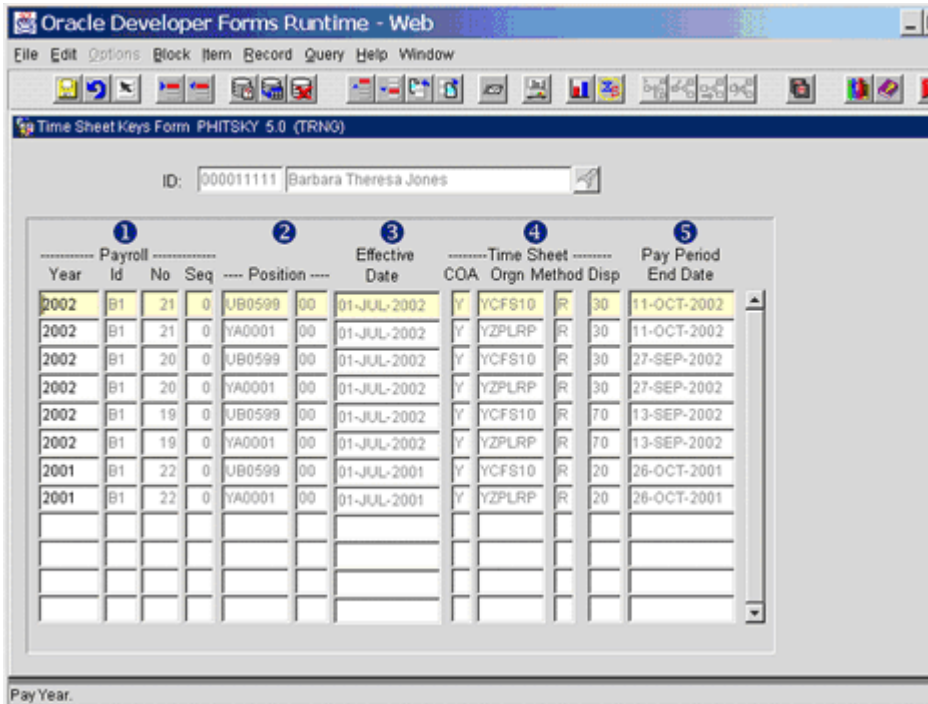 Oracle Developer Forms Runtime - Web
File Edit Options Block Item Record Query Help Window
Time Sheet Keys Form PHITSKY 5.0 (TRNG)
ID: 000011111 Barbara Theresa Jones
1 2 3 4 5
---------- Payroll ------------- Effective --------Time Sheet -------- Pay Period
Year Id No Seq ---- Position ---- Date COA Orgn Method Disp End Date
2002 B1 21 0 UB0599 00 01-JUL-2002 Y YCFS10 R 30 11-OCT-2002
2002 B1 21 0 YA0001 00 01-JUL-2002 Y YZPLRP R 30 11-OCT-2002
2002 B1 20 0 UB0599 00 01-JUL-2002 Y YCFS10 R 30 27-SEP-2002
2002 B1 20 0 YA0001 00 01-JUL-2002 Y YZPLRP R 30 27-SEP-2002
2002 B1 19 0 UB0599 00 01-JUL-2002 Y YCFS10 R 70 13-SEP-2002
2002 B1 19 0 YA0001 00 01-JUL-2002 Y YZPLRP R 70 13-SEP-2002
2001 B1 22 0 UB0599 00 01-JUL-2001 Y YCFS10 R 20 26-OCT-2001
2001 B1 22 0 YA0001 00 01-JUL-2001 Y YZPLRP R 20 26-OCT-2001
Pay Year.